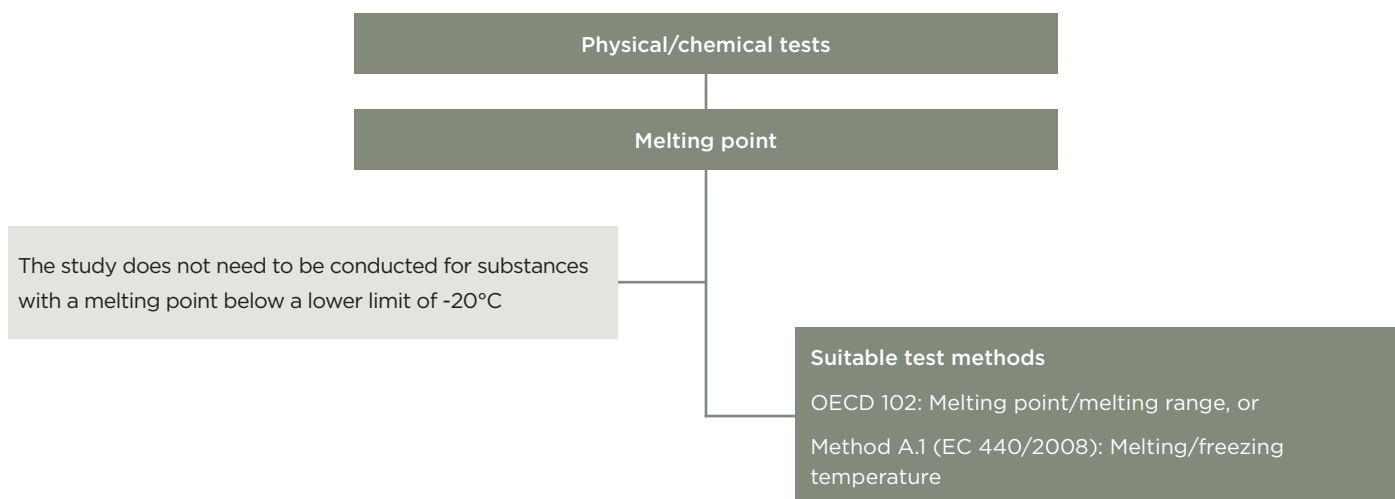 Physical/chemical tests
Melting point
The study does not need to be conducted for substances
with a melting point below a lower limit of -20°C
Suitable test methods
OECD 102: Melting point/melting range, or
Method A.1 (EC 440/2008): Melting/freezing
temperature